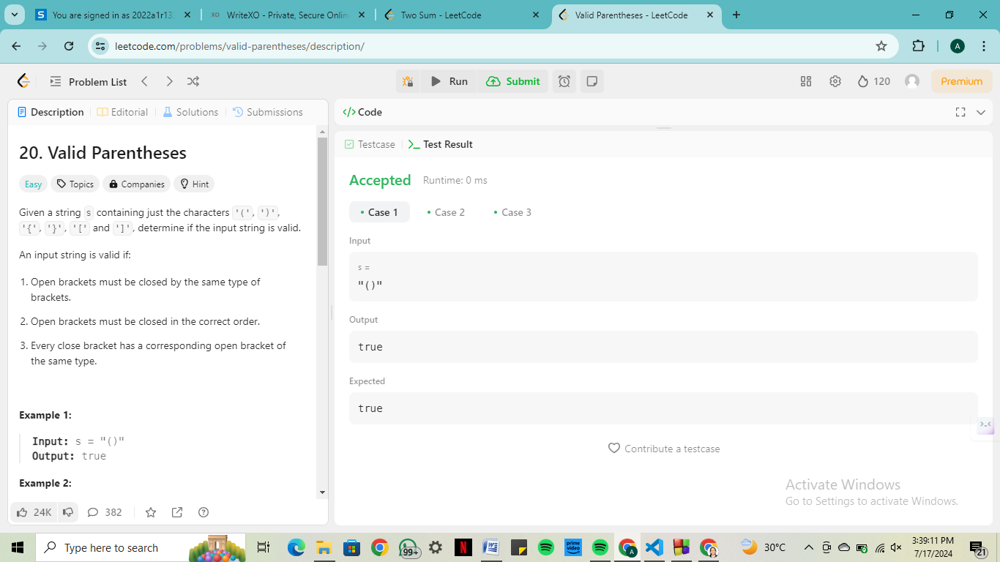 You are signed in as 2022a1r13
WriteXO - Private, Secure Onlin
Two Sum - LeetCode
Valid Parentheses - LeetCode
leetcode.com/problems/valid-parentheses/description/
A
Problem List
Run
Submit
120
Premium
Description
Editorial
Solutions
Submissions
20. Valid Parentheses
Easy
Topics
Companies
Hint
Given a string s containing just the characters '(', ')',
'{', '}', '[' and ']', determine if the input string is valid.
An input string is valid if:
1. Open brackets must be closed by the same type of
brackets.
2. Open brackets must be closed in the correct order.
3. Every close bracket has a corresponding open bracket of
the same type.
Example 1:
Input: s = "()"
Output: true
Example 2:
24K
382
</> Code
Testcase
Test Result
Accepted
Runtime: 0 ms
Case 1
Case 2
Case 3
Input
s =
"()"
Output
true
Expected
true
Contribute a testcase
Activate Windows
Go to Settings to activate Windows.
Type here to search
99+
30°C
3:39:11 PM
7/17/2024
21